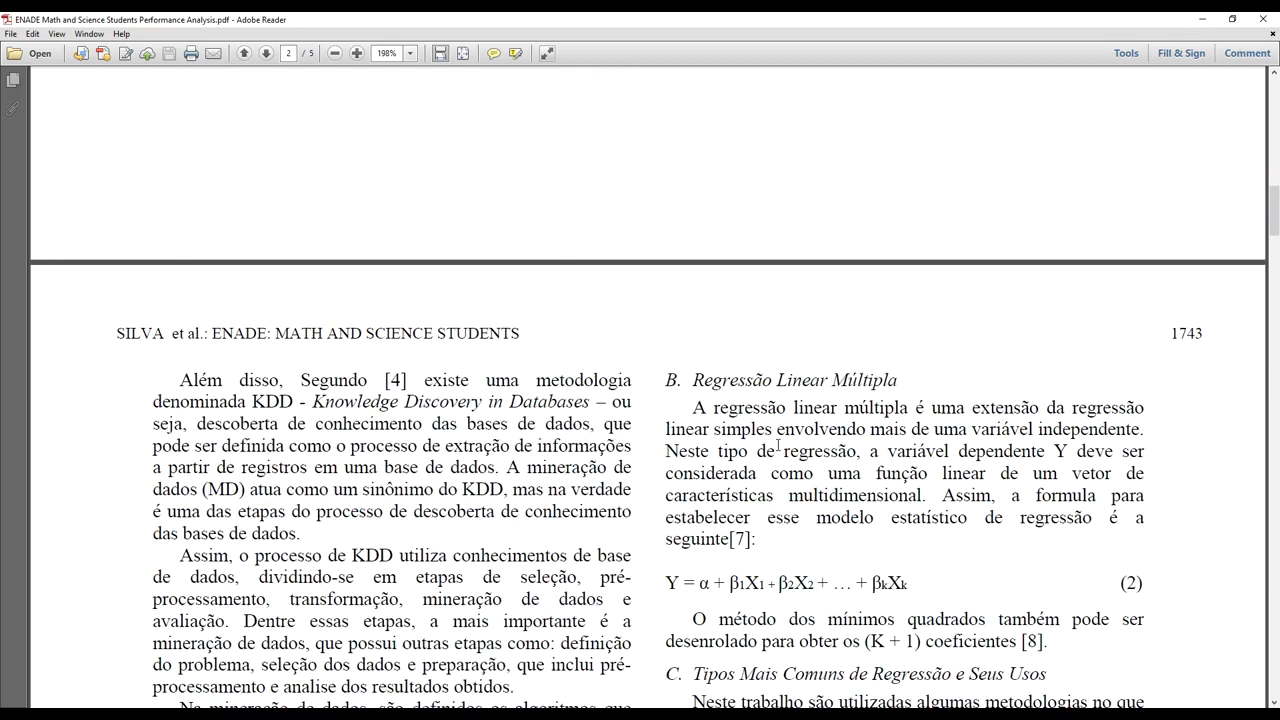 ENADE Math and Science Students Performance Analysis.pdf - Adobe Reader
File Edit View Window Help
Open 2 / 5 198% Tools Fill & Sign Comment
SILVA et al.: ENADE: MATH AND SCIENCE STUDENTS 1743
Além disso, Segundo [4] existe uma metodologia
denominada KDD - Knowledge Discovery in Databases – ou
seja, descoberta de conhecimento das bases de dados, que
pode ser definida como o processo de extração de informações
a partir de registros em uma base de dados. A mineração de
dados (MD) atua como um sinônimo do KDD, mas na verdade
é uma das etapas do processo de descoberta de conhecimento
das bases de dados.
Assim, o processo de KDD utiliza conhecimentos de base
de dados, dividindo-se em etapas de seleção, pré-
processamento, transformação, mineração de dados e
avaliação. Dentre essas etapas, a mais importante é a
mineração de dados, que possui outras etapas como: definição
do problema, seleção dos dados e preparação, que inclui pré-
processamento e analise dos resultados obtidos.
Na mineração de dados, são definidos os algoritmos que
B. Regressão Linear Múltipla
A regressão linear múltipla é uma extensão da regressão
linear simples envolvendo mais de uma variável independente.
Neste tipo de regressão, a variável dependente Y deve ser
considerada como uma função linear de um vetor de
características multidimensional. Assim, a formula para
estabelecer esse modelo estatístico de regressão é a
seguinte[7]:
Y = α + β1X1 + β2X2 + … + βkXk (2)
O método dos mínimos quadrados também pode ser
desenrolado para obter os (K + 1) coeficientes [8].
C. Tipos Mais Comuns de Regressão e Seus Usos
Neste trabalho são utilizadas algumas metodologias no que